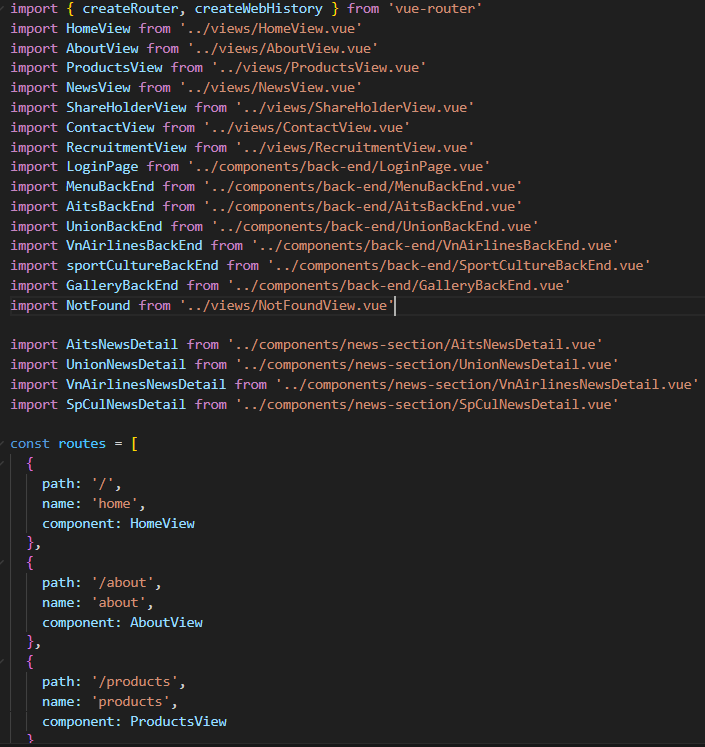 import { createRouter, createWebHistory } from 'vue-router'
import HomeView from '../views/HomeView.vue'
import AboutView from '../views/AboutView.vue'
import ProductsView from '../views/ProductsView.vue'
import NewsView from '../views/NewsView.vue'
import ShareHolderView from '../views/ShareHolderView.vue'
import ContactView from '../views/ContactView.vue'
import RecruitmentView from '../views/RecruitmentView.vue'
import LoginPage from '../components/back-end/LoginPage.vue'
import MenuBackEnd from '../components/back-end/MenuBackEnd.vue'
import AitsBackEnd from '../components/back-end/AitsBackEnd.vue'
import UnionBackEnd from '../components/back-end/UnionBackEnd.vue'
import VnAirlinesBackEnd from '../components/back-end/VnAirlinesBackEnd.vue'
import sportCultureBackEnd from '../components/back-end/SportCultureBackEnd.vue'
import GalleryBackEnd from '../components/back-end/GalleryBackEnd.vue'
import NotFound from '../views/NotFoundView.vue'

import AitsNewsDetail from '../components/news-section/AitsNewsDetail.vue'
import UnionNewsDetail from '../components/news-section/UnionNewsDetail.vue'
import VnAirlinesNewsDetail from '../components/news-section/VnAirlinesNewsDetail.vue'
import SpCulNewsDetail from '../components/news-section/SpCulNewsDetail.vue'

const routes = [
  {
    path: '/',
    name: 'home',
    component: HomeView
  },
  {
    path: '/about',
    name: 'about',
    component: AboutView
  },
  {
    path: '/products',
    name: 'products',
    component: ProductsView
  }